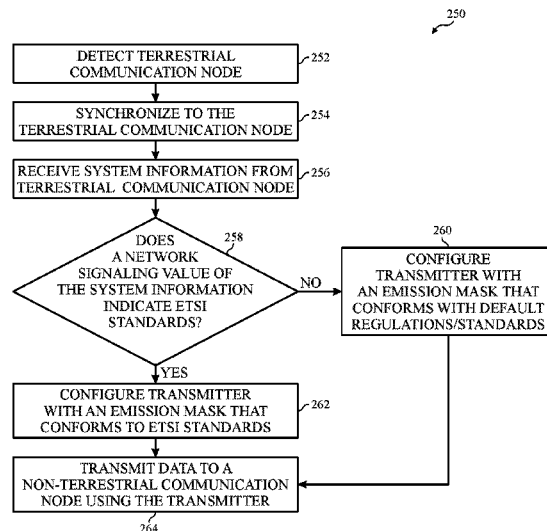 250
DETECT TERRESTRIAL
COMMUNICATION NODE
252
SYNCHRONIZE TO THE
TERRESTRIAL COMMUNICATION NODE
254
RECEIVE SYSTEM INFORMATION FROM
TERRESTRIAL COMMUNICATION NODE
256
DOES
A NETWORK
SIGNALING VALUE OF
THE SYSTEM INFORMATION
INDICATE ETSI
STANDARDS?
258
NO
260
CONFIGURE
TRANSMITTER WITH
AN EMISSION MASK THAT
CONFORMS WITH DEFAULT
REGULATIONS/STANDARDS
YES
CONFIGURE TRANSMITTER
WITH AN EMISSION MASK THAT
CONFORMS TO ETSI STANDARDS
262
TRANSMIT DATA TO A
NON-TERRESTRIAL COMMUNICATION
NODE USING THE TRANSMITTER
264